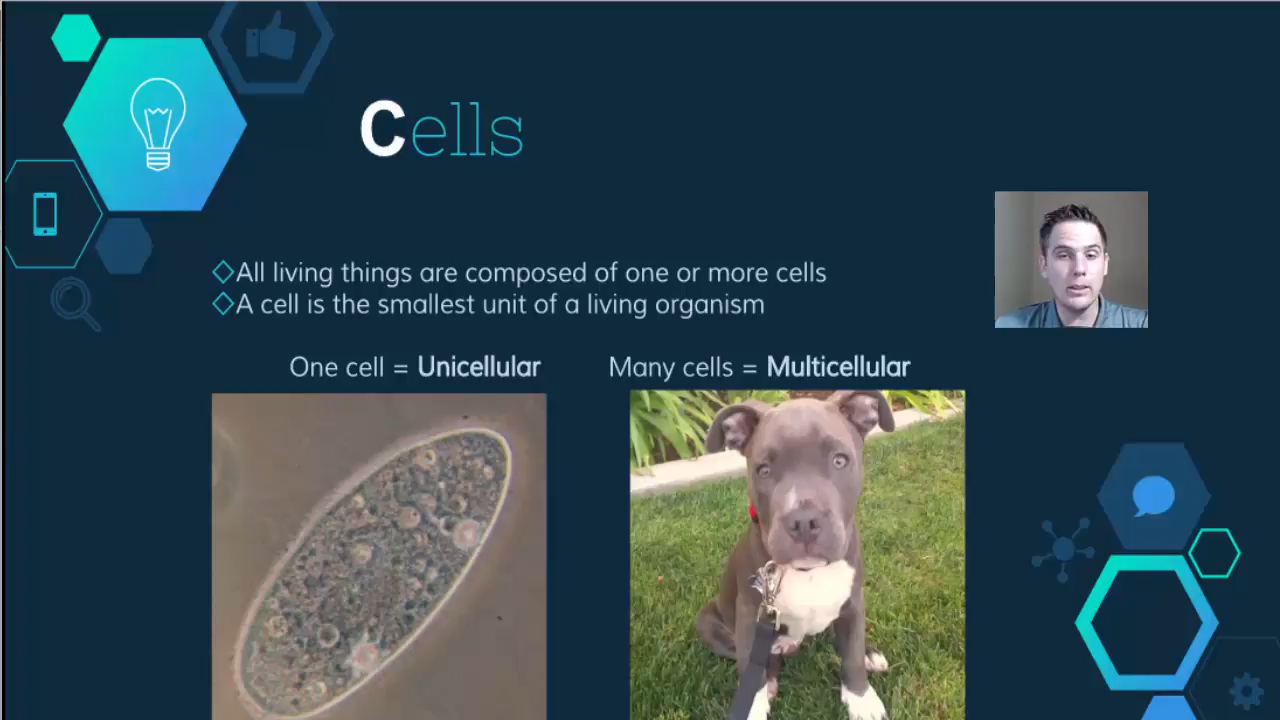 Cells
◇All living things are composed of one or more cells
◇A cell is the smallest unit of a living organism
One cell = Unicellular
Many cells = Multicellular